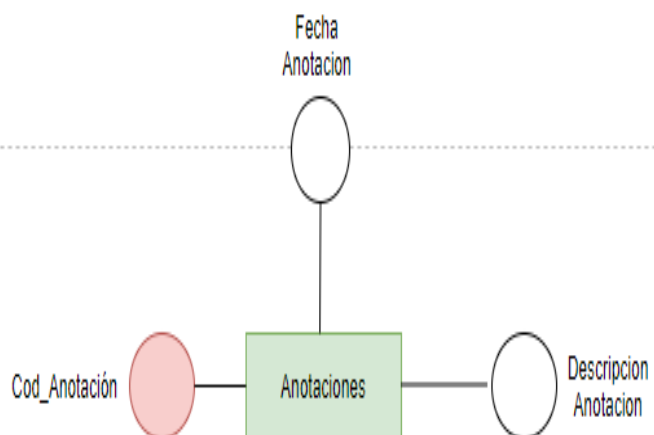 Fecha
Anotacion
Cod_Anotación
Anotaciones
Descripcion
Anotacion